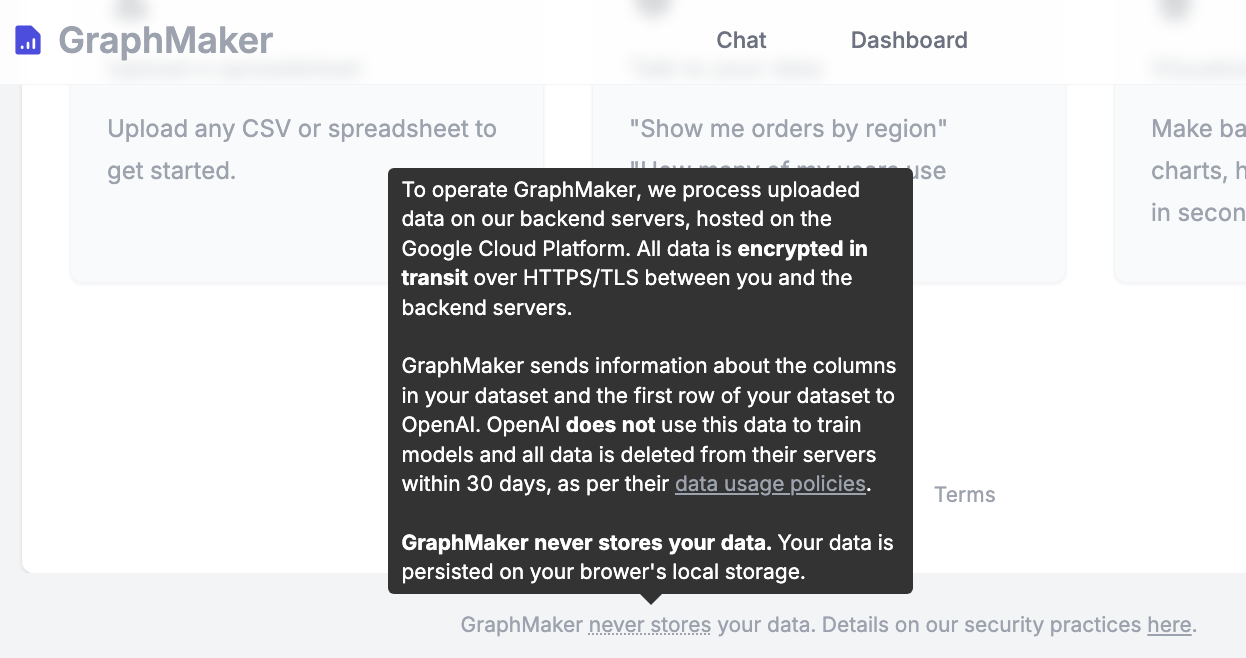 GraphMaker
Chat
Dashboard
Upload any CSV or spreadsheet to
get started.
"Show me orders by region"
"How many of my users use
Make ba
charts, h
in secon
To operate GraphMaker, we process uploaded
data on our backend servers, hosted on the
Google Cloud Platform. All data is encrypted in
transit over HTTPS/TLS between you and the
backend servers.
GraphMaker sends information about the columns
in your dataset and the first row of your dataset to
OpenAI. OpenAI does not use this data to train
models and all data is deleted from their servers
within 30 days, as per their data usage policies.
GraphMaker never stores your data. Your data is
persisted on your brower's local storage.
Terms
GraphMaker never stores your data. Details on our security practices here.